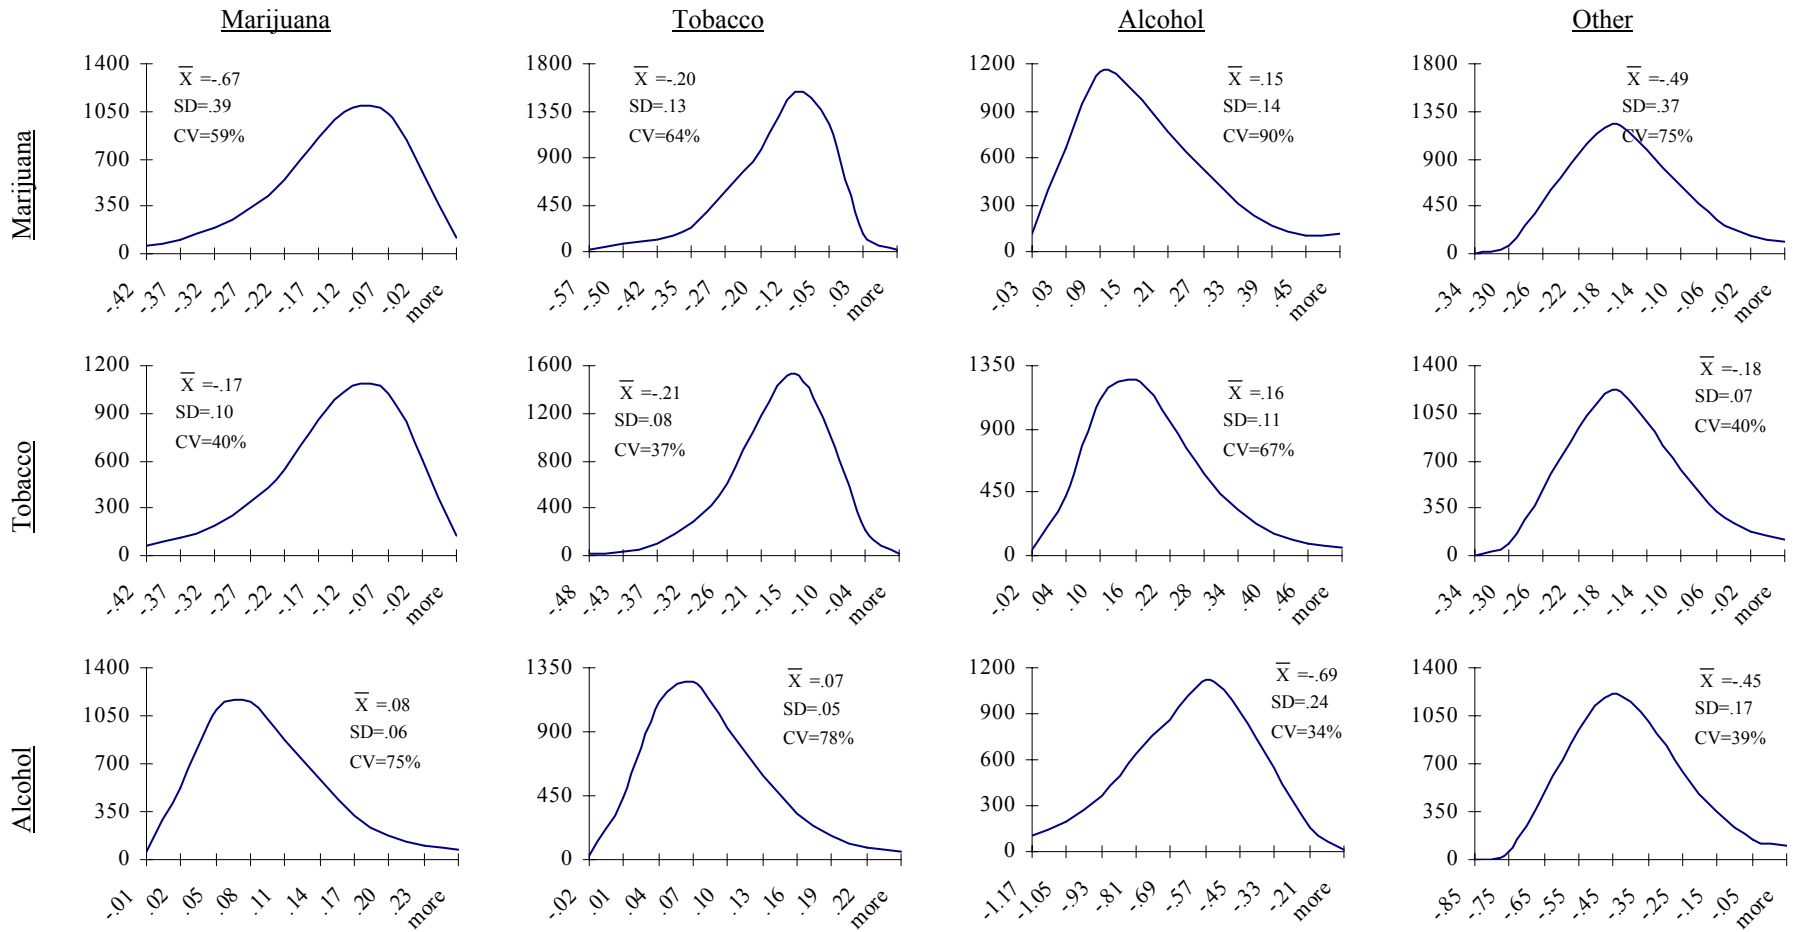 Marijuana Tobacco Alcohol Other
Marijuana
1400
1050
700
350
0
X̅ =-.67
SD=.39
CV=59%
-.42 -.37 -.32 -.27 -.22 -.17 -.12 -.07 -.02 more
1800
1350
900
450
0
X̅ =-.20
SD=.13
CV=64%
-.57 -.50 -.42 -.35 -.27 -.20 -.12 -.05 .03 more
1200
900
600
300
0
X̅ =.15
SD=.14
CV=90%
-.03 .03 .09 .15 .21 .27 .33 .39 .45 more
1800
1350
900
450
0
X̅ =-.49
SD=.37
CV=75%
-.34 -.30 -.26 -.22 -.18 -.14 -.10 -.06 -.02 more
Tobacco
1200
900
600
300
0
X̅ =-.17
SD=.10
CV=40%
-.42 -.37 -.32 -.27 -.22 -.17 -.12 -.07 -.02 more
1600
1200
800
400
0
X̅ =-.21
SD=.08
CV=37%
-.48 -.43 -.37 -.32 -.26 -.21 -.15 -.10 -.04 more
1350
900
450
0
X̅ =.16
SD=.11
CV=67%
-.02 .04 .10 .16 .22 .28 .34 .40 .46 more
1400
1050
700
350
0
X̅ =-.18
SD=.07
CV=40%
-.34 -.30 -.26 -.22 -.18 -.14 -.10 -.06 -.02 more
Alcohol
1400
1050
700
350
0
X̅ =.08
SD=.06
CV=75%
-.01 .02 .05 .08 .11 .14 .17 .20 .23 more
1350
900
450
0
X̅ =.07
SD=.05
CV=78%
-.02 .01 .04 .07 .10 .13 .16 .19 .22 more
1200
900
600
300
0
X̅ =-.69
SD=.24
CV=34%
-1.17 -1.05 -.93 -.81 -.69 -.57 -.45 -.33 -.21 more
1400
1050
700
350
0
X̅ =-.45
SD=.17
CV=39%
-.85 -.75 -.65 -.55 -.45 -.35 -.25 -.15 -.05 more